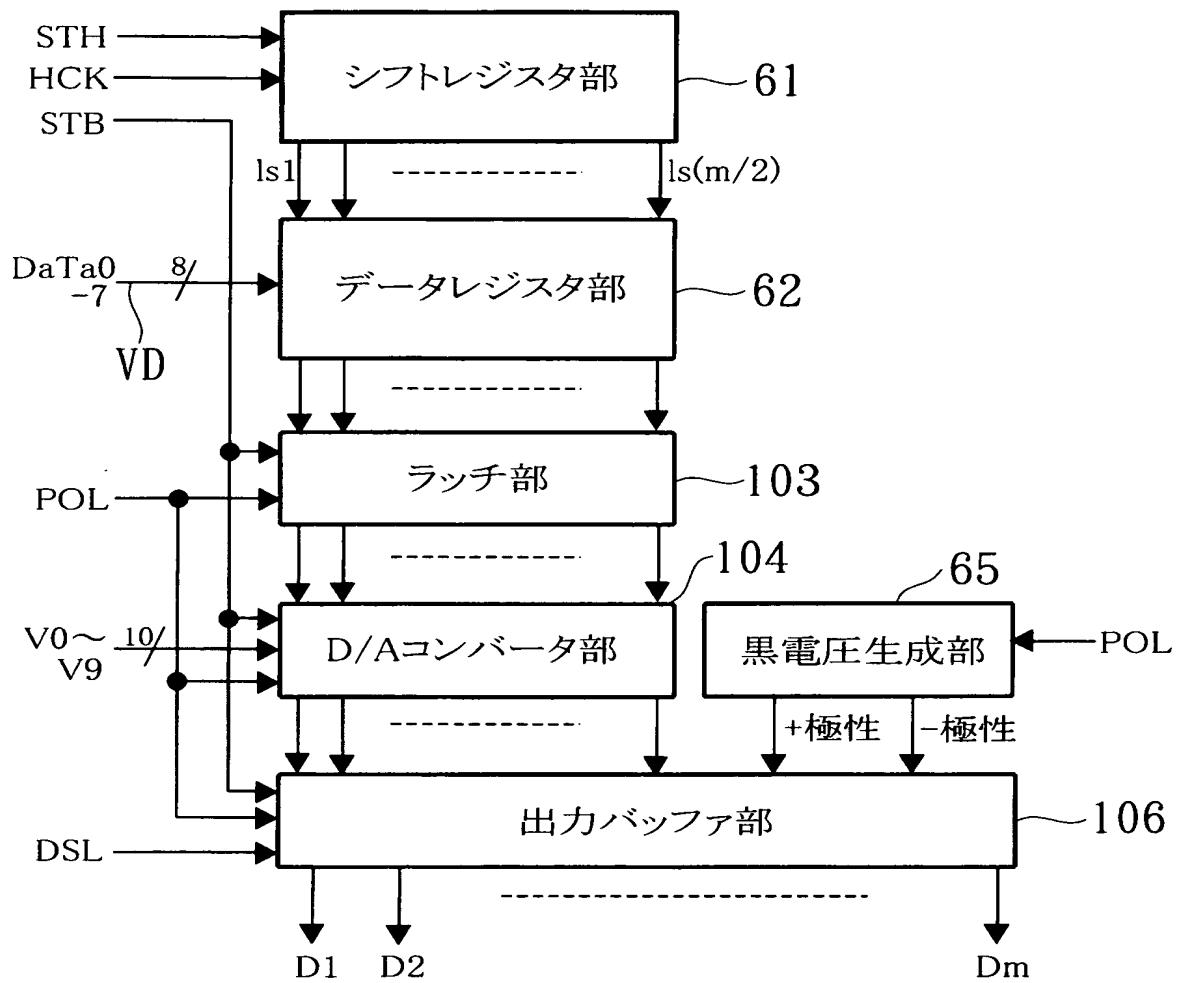 STH
HCK
STB
シフトレジスタ部
61
ls1
ls(m/2)
DaTa0
-7
8
VD
データレジスタ部
62
POL
ラッチ部
103
104
65
V0～
V9
10
D/Aコンバータ部
黒電圧生成部
POL
+極性
-極性
DSL
出力バッファ部
106
D1
D2
Dm